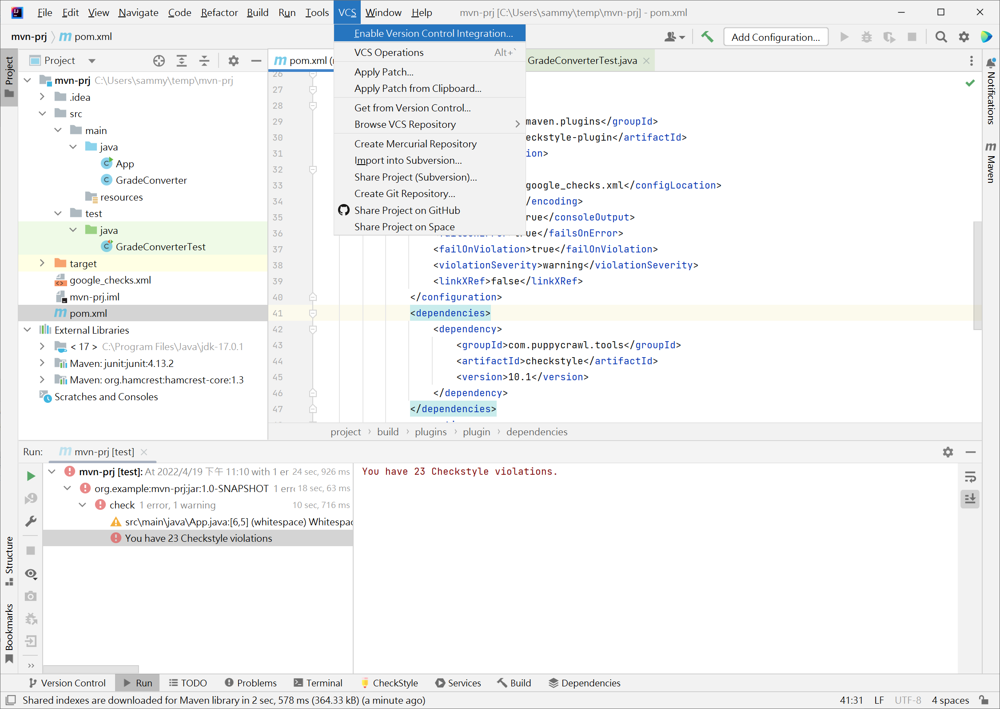 File Edit View Navigate Code Refactor Build Run Tools VCS Window Help mvn-prj [C:\Users\sammy\temp\mvn-prj] - pom.xml
mvn-prj pom.xml
Add Configuration...
Project
Project
pom.xml
GradeConverterTest.java
Notifications
Maven
Enable Version Control Integration...
VCS Operations Alt+`
Apply Patch...
Apply Patch from Clipboard...
Get from Version Control...
Browse VCS Repository
Create Mercurial Repository
Import into Subversion...
Share Project (Subversion)...
Create Git Repository...
Share Project on GitHub
Share Project on Space
mvn-prj C:\Users\sammy\temp\mvn-prj
.idea
src
main
java
App
GradeConverter
resources
test
java
GradeConverterTest
target
google_checks.xml
mvn-prj.iml
pom.xml
External Libraries
< 17 > C:\Program Files\Java\jdk-17.0.1
Maven: junit:junit:4.13.2
Maven: org.hamcrest:hamcrest-core:1.3
Scratches and Consoles
26
27
28
29 maven.plugins</groupId>
30 eckstyle-plugin</artifactId>
31 ion>
32
33 google_checks.xml</configLocation>
34 /encoding>
35 rue</consoleOutput>
36 true</failsOnError>
37 <failOnViolation>true</failOnViolation>
38 <violationSeverity>warning</violationSeverity>
39 <linkXRef>false</linkXRef>
40 </configuration>
41 <dependencies>
42 <dependency>
43 <groupId>com.puppycrawl.tools</groupId>
44 <artifactId>checkstyle</artifactId>
45 <version>10.1</version>
46 </dependency>
47 </dependencies>
project › build › plugins › plugin › dependencies
Run: mvn-prj [test]
mvn-prj [test]: At 2022/4/19 下午 11:10 with 1 er 24 sec, 926 ms
org.example:mvn-prj:jar:1.0-SNAPSHOT 1 erro 18 sec, 63 ms
check 1 error, 1 warning 10 sec, 716 ms
src\main\java\App.java:[6,5] (whitespace) Whitespac
You have 23 Checkstyle violations
You have 23 Checkstyle violations.
Structure
Bookmarks
Version Control Run TODO Problems Terminal CheckStyle Services Build Dependencies
Shared indexes are downloaded for Maven library in 2 sec, 578 ms (364.33 kB) (a minute ago) 41:31 LF UTF-8 4 spaces